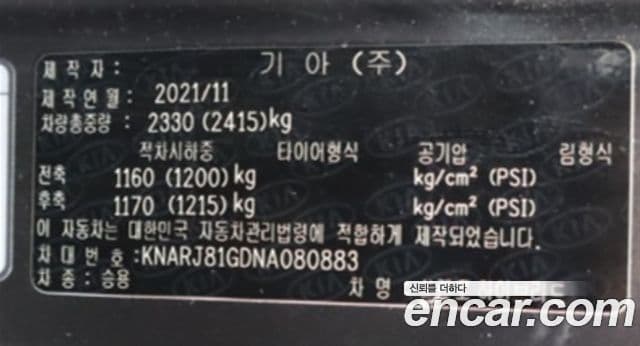 제작자: 기아 (주)
제작연월: 2021/11
차량총중량: 2330 (2415)kg
적차시하중 타이어형식 공기압 림형식
전축 1160 (1200)kg kg/cm² (PSI)
후축 1170 (1215)kg kg/cm² (PSI)
이 자동차는 대한민국 자동차관리법령에 적합하게 제작되었습니다.
차대번호:KNARJ81GDNA080883
차종: 승용 차명
신뢰를 더하다
encar.com